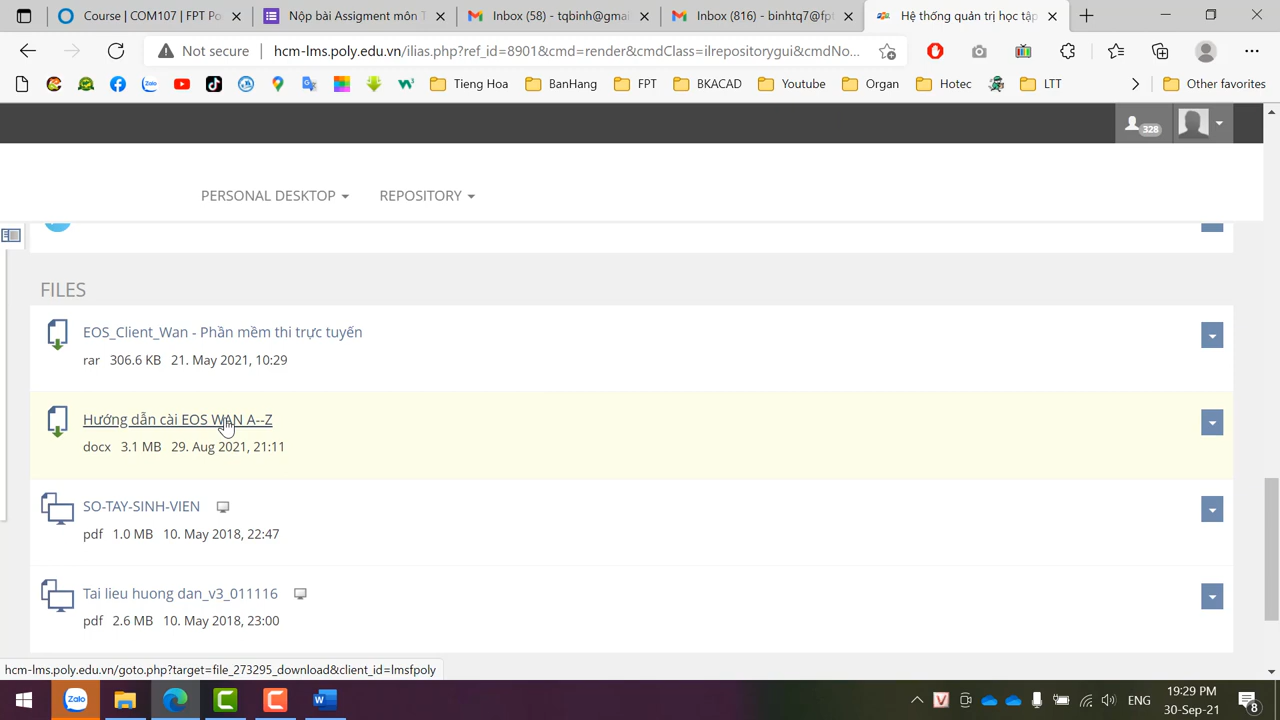 Course | COM107 | FPT Po
Nộp bài Assigment môn T
Inbox (58) - tqbinh@gma
Inbox (816) - binhtq7@fpt
Hệ thống quản trị học tập
Not secure
hcm-lms.poly.edu.vn/ilias.php?ref_id=8901&cmd=render&cmdClass=ilrepositorygui&cmdNo...
Tieng Hoa
BanHang
FPT
BKACAD
Youtube
Organ
Hotec
LTT
Other favorites
328
PERSONAL DESKTOP
REPOSITORY
FILES
EOS_Client_Wan - Phần mềm thi trực tuyến
rar 306.6 KB 21. May 2021, 10:29
Hướng dẫn cài EOS WAN A--Z
docx 3.1 MB 29. Aug 2021, 21:11
SO-TAY-SINH-VIEN
pdf 1.0 MB 10. May 2018, 22:47
Tai lieu huong dan_v3_011116
pdf 2.6 MB 10. May 2018, 23:00
hcm-lms.poly.edu.vn/goto.php?target=file_273295_download&client_id=lmsfpoly
Zalo
ENG
19:29 PM
30-Sep-21
8